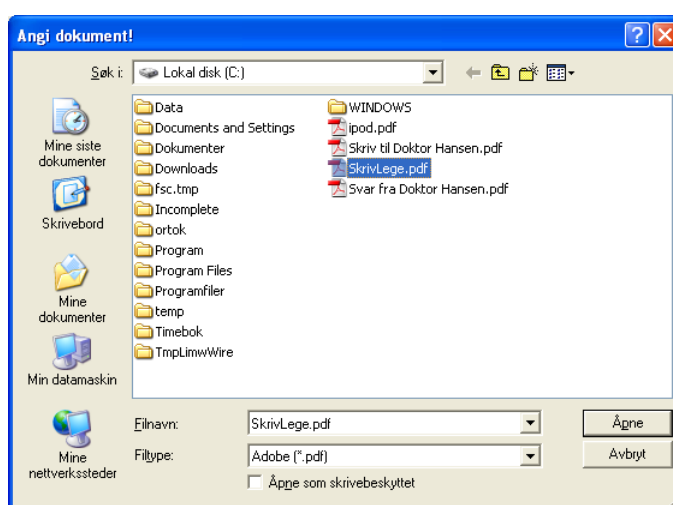 Angi dokument!
Søk i:
Lokal disk (C:)
Mine siste
dokumenter
Skrivebord
Mine
dokumenter
Min datamaskin
Mine
nettverkssteder
Data
Documents and Settings
Dokumenter
Downloads
fsc.tmp
Incomplete
ortok
Program
Program Files
Programfiler
temp
Timebok
TmpLimwWire
WINDOWS
ipod.pdf
Skriv til Doktor Hansen.pdf
SkrivLege.pdf
Svar fra Doktor Hansen.pdf
Filnavn:
SkrivLege.pdf
Åpne
Filtype:
Adobe (*.pdf)
Avbryt
Åpne som skrivebeskyttet